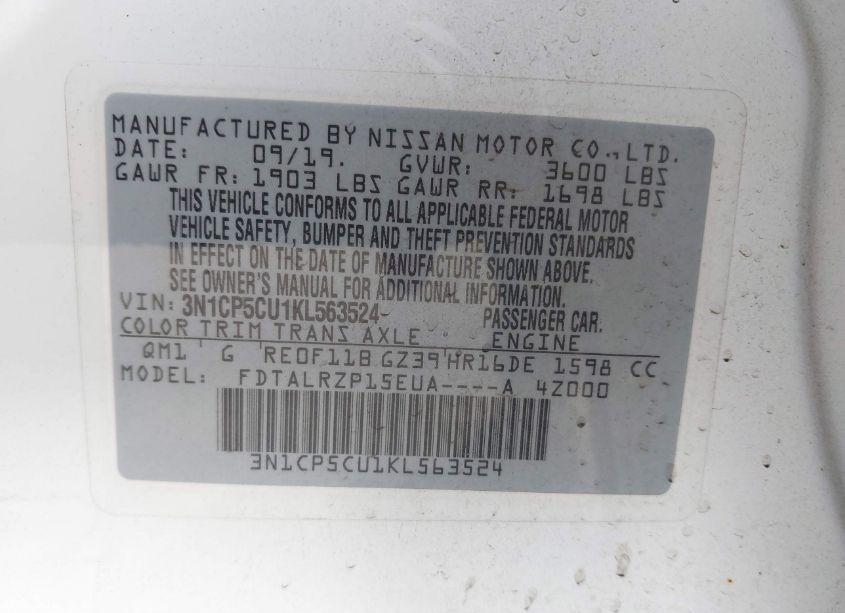 MANUFACTURED BY NISSAN MOTOR CO., LTD.
DATE: 09/19. GVWR: 3600 LBS
GAWR FR: 1903 LBS GAWR RR: 1698 LBS
THIS VEHICLE CONFORMS TO ALL APPLICABLE FEDERAL MOTOR
VEHICLE SAFETY, BUMPER AND THEFT PREVENTION STANDARDS
IN EFFECT ON THE DATE OF MANUFACTURE SHOWN ABOVE.
SEE OWNER'S MANUAL FOR ADDITIONAL INFORMATION.
VIN: 3N1CP5CU1KL563524- PASSENGER CAR.
COLOR TRIM TRANS AXLE ENGINE
QM1 G RE0F11B GZ39 HR16DE 1598 CC
MODEL: FDTALRZP15EUA----A 4Z000
3N1CP5CU1KL563524